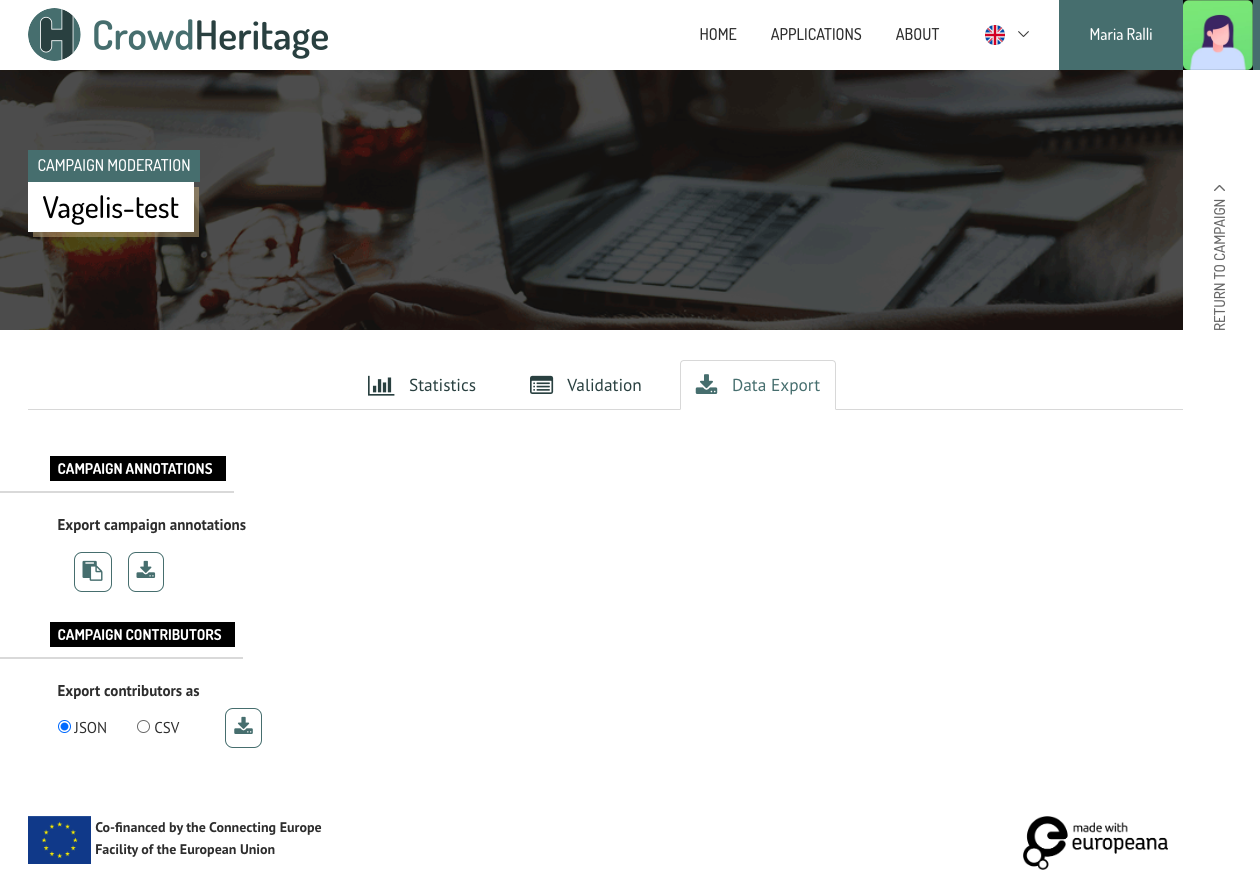 CrowdHeritage
HOME
APPLICATIONS
ABOUT
Maria Ralli
CAMPAIGN MODERATION
Vagelis-test
RETURN TO CAMPAIGN
Statistics
Validation
Data Export
CAMPAIGN ANNOTATIONS
Export campaign annotations
CAMPAIGN CONTRIBUTORS
Export contributors as
JSON
CSV
Co-financed by the Connecting Europe
Facility of the European Union
made with
europeana